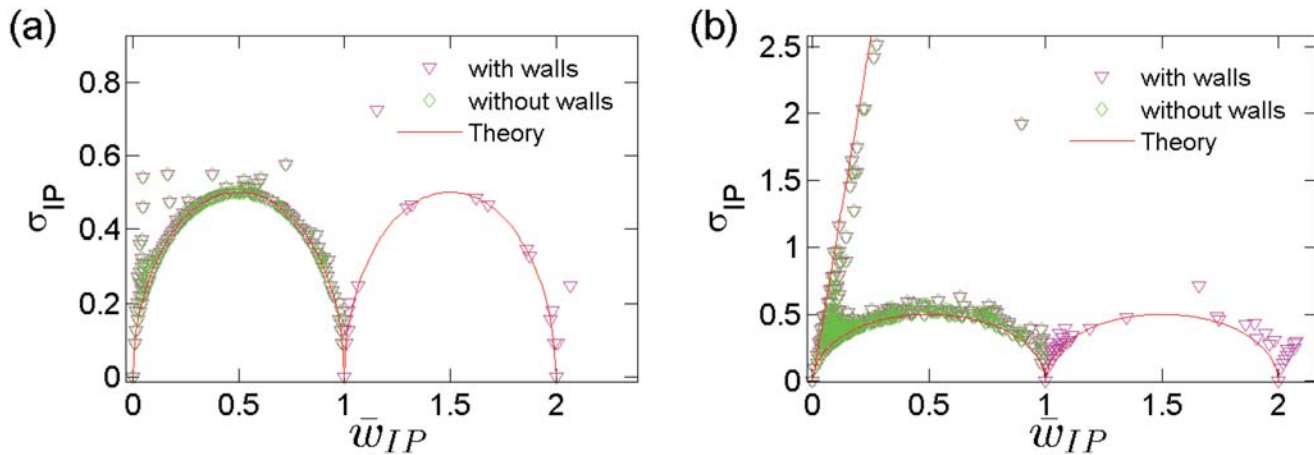 (a)
σIP
0.8
0.6
0.4
0.2
0
with walls
without walls
Theory
0 0.5 1 1.5 2
w̄IP
(b)
σIP
2.5
2
1.5
1
0.5
0
with walls
without walls
Theory
0 0.5 1 1.5 2
w̄IP